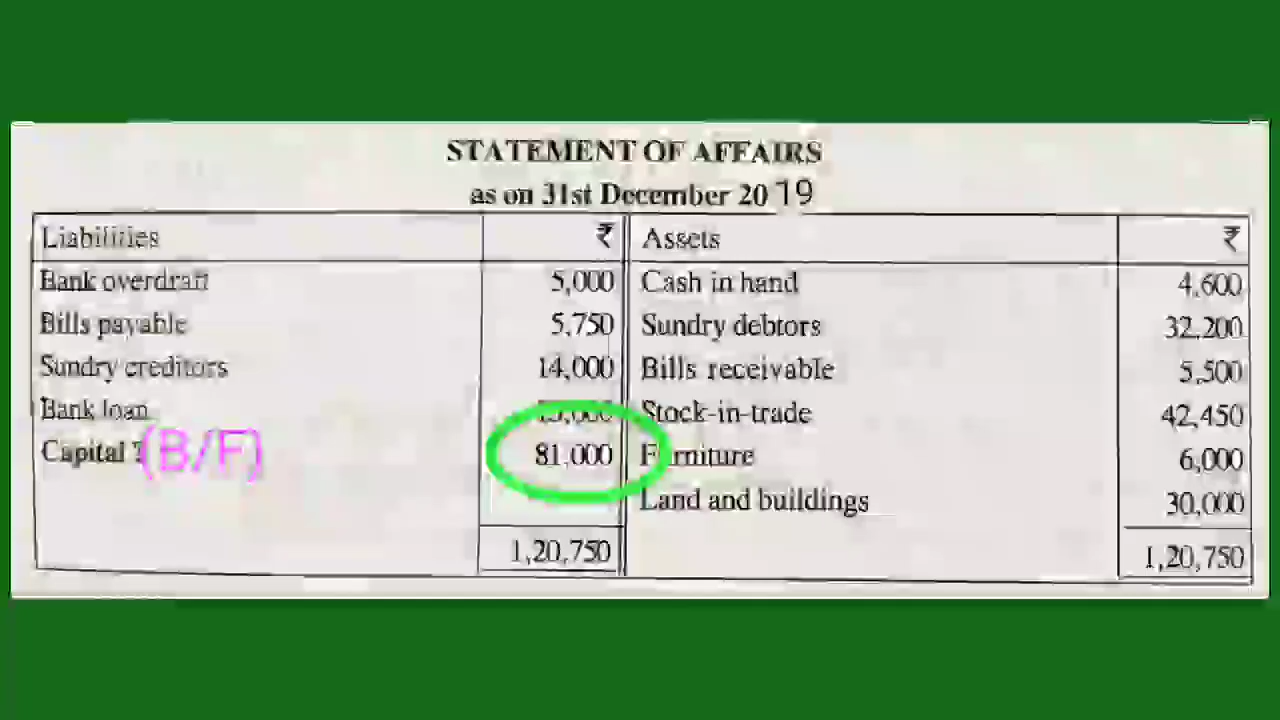 STATEMENT OF AFFAIRS
as on 31st December 2019
Liabilities ₹ Assets ₹
Bank overdraft 5,000 Cash in hand 4,600
Bills payable 5,750 Sundry debtors 32,200
Sundry creditors 14,000 Bills receivable 5,500
Bank loan 15,000 Stock-in-trade 42,450
Capital (B/F) 81,000 Furniture 6,000
Land and buildings 30,000
1,20,750 1,20,750